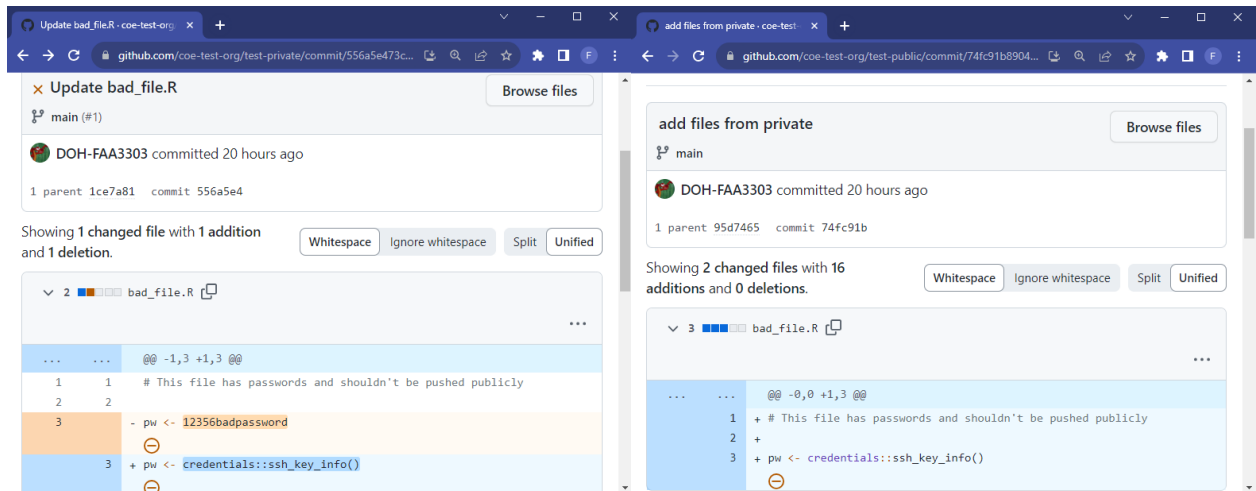 Update bad_file.R · coe-test-org
github.com/coe-test-org/test-private/commit/556a5e473c...
F
Update bad_file.R
Browse files
main (#1)
DOH-FAA3303 committed 20 hours ago
1 parent 1ce7a81 commit 556a5e4
Showing 1 changed file with 1 addition
and 1 deletion.
Whitespace Ignore whitespace Split Unified
2 bad_file.R
...
... ... @@ -1,3 +1,3 @@
1 1 # This file has passwords and shouldn't be pushed publicly
2 2
3 - pw <- 12356badpassword
3 + pw <- credentials::ssh_key_info()
add files from private · coe-test-
github.com/coe-test-org/test-public/commit/74fc91b8904...
F
add files from private
Browse files
main
DOH-FAA3303 committed 20 hours ago
1 parent 95d7465 commit 74fc91b
Showing 2 changed files with 16
additions and 0 deletions.
Whitespace Ignore whitespace Split Unified
3 bad_file.R
...
... ... @@ -0,0 +1,3 @@
1 + # This file has passwords and shouldn't be pushed publicly
2 +
3 + pw <- credentials::ssh_key_info()